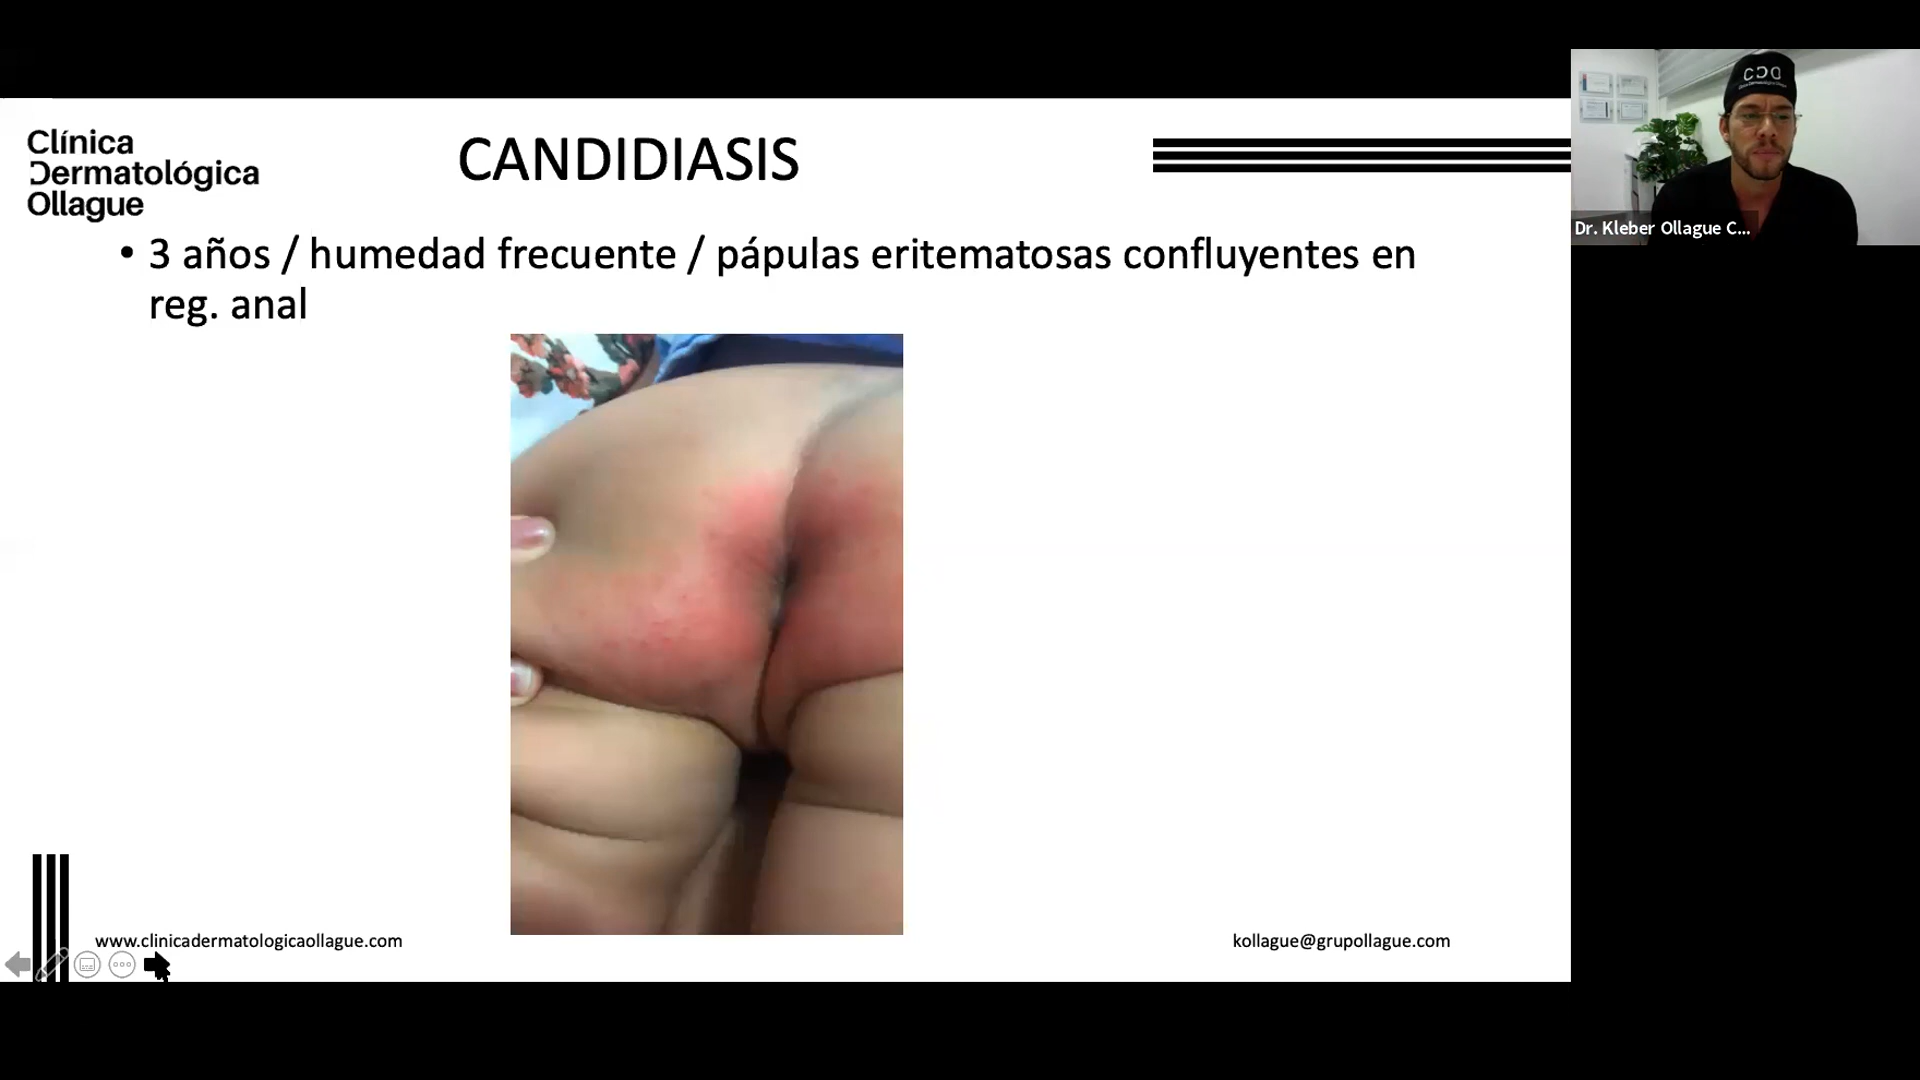 Clínica
Dermatológica
Ollague
CANDIDIASIS
• 3 años / humedad frecuente / pápulas eritematosas confluyentes en
reg. anal
www.clinicadermatologicaollague.com
kollague@grupollague.com
Dr. Kleber Ollague C...